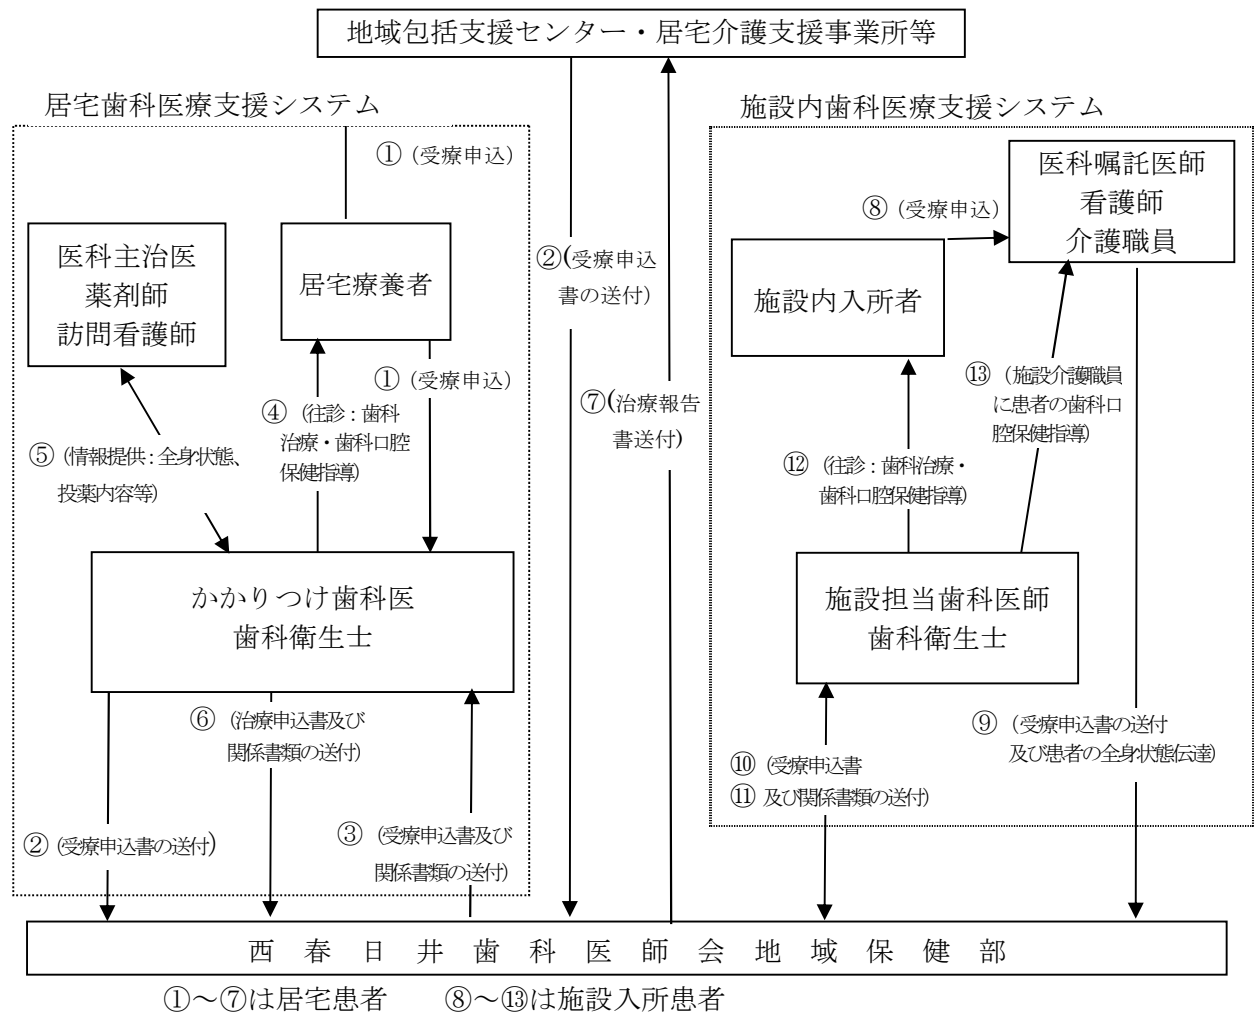 地域包括支援センター・居宅介護支援事業所等
居宅歯科医療支援システム
①（受療申込）
医科主治医
薬剤師
訪問看護師
居宅療養者
①（受療申込）
④（往診：歯科
治療・歯科口腔
保健指導）
⑤（情報提供：全身状態、
投薬内容等）
かかりつけ歯科医
歯科衛生士
⑥（治療申込書及び
関係書類の送付）
②（受療申込書の送付）
③（受療申込書及び
関係書類の送付）
②(受療申込
書の送付）
⑦(治療報告
書送付）
施設内歯科医療支援システム
医科嘱託医師
看護師
介護職員
⑧（受療申込）
施設内入所者
⑬（施設介護職員
に患者の歯科口
腔保健指導）
⑫（往診：歯科治療・
歯科口腔保健指導）
施設担当歯科医師
歯科衛生士
⑨（受療申込書の送付
及び患者の全身状態伝達）
⑩（受療申込書
⑪ 及び関係書類の送付）
西春日井歯科医師会地域保健部
①～⑦は居宅患者　　⑧～⑬は施設入所患者